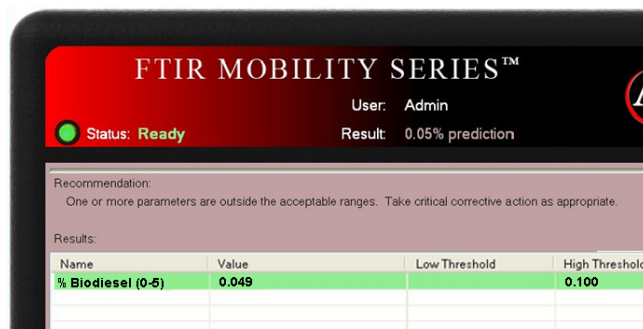 FTIR MOBILITY SERIES™
User: Admin
Status: Ready Result: 0.05% prediction
Recommendation:
One or more parameters are outside the acceptable ranges. Take critical corrective action as appropriate.
Results:
Name Value Low Threshold High Threshold
% Biodiesel (0-5) 0.049 0.100